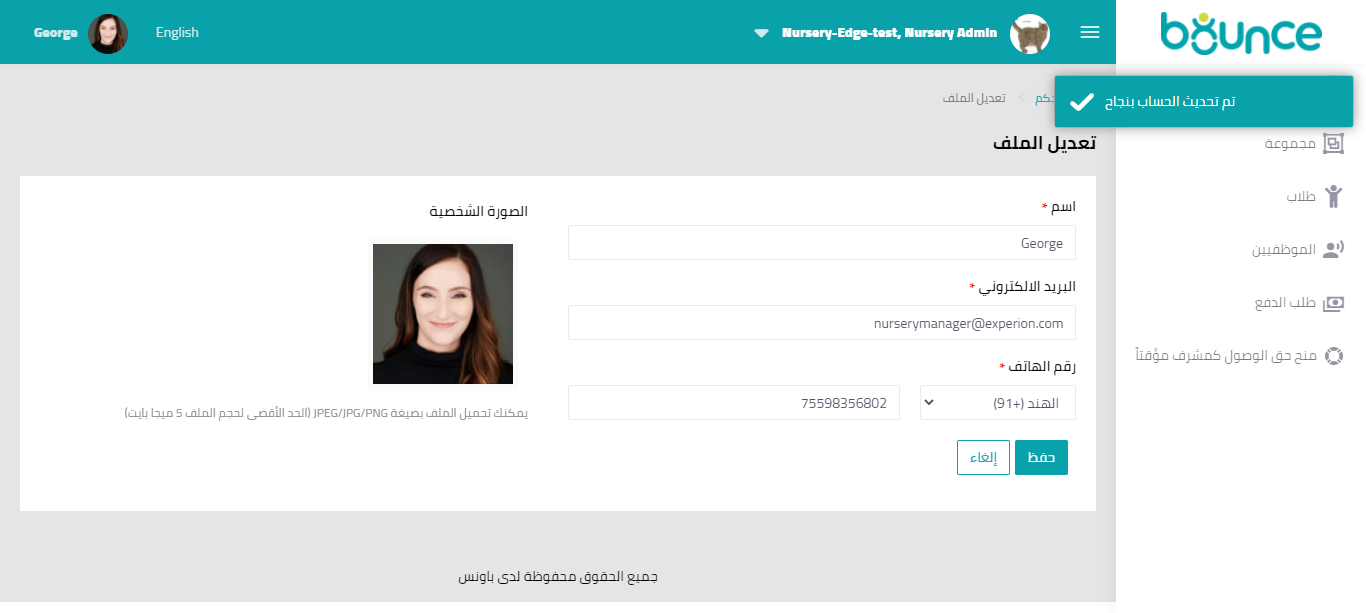 bounce
Nursery-Edge-test, Nursery Admin
English
George
تم تحديث الحساب بنجاح
تعديل الملف
تعديل الملف
مجموعة
طلاب
الموظفيين
طلب الدفع
منح حق الوصول كمشرف مؤقتاً
اسم *
George
البريد الالكتروني *
nurserymanager@experion.com
رقم الهاتف *
الهند (+91)
75598356802
حفظ
إلغاء
الصورة الشخصية
يمكنك تحميل الملف بصيغة JPEG/JPG/PNG (الحد الأقصى لحجم الملف 5 ميجا بايت)
جميع الحقوق محفوظة لدى باونس